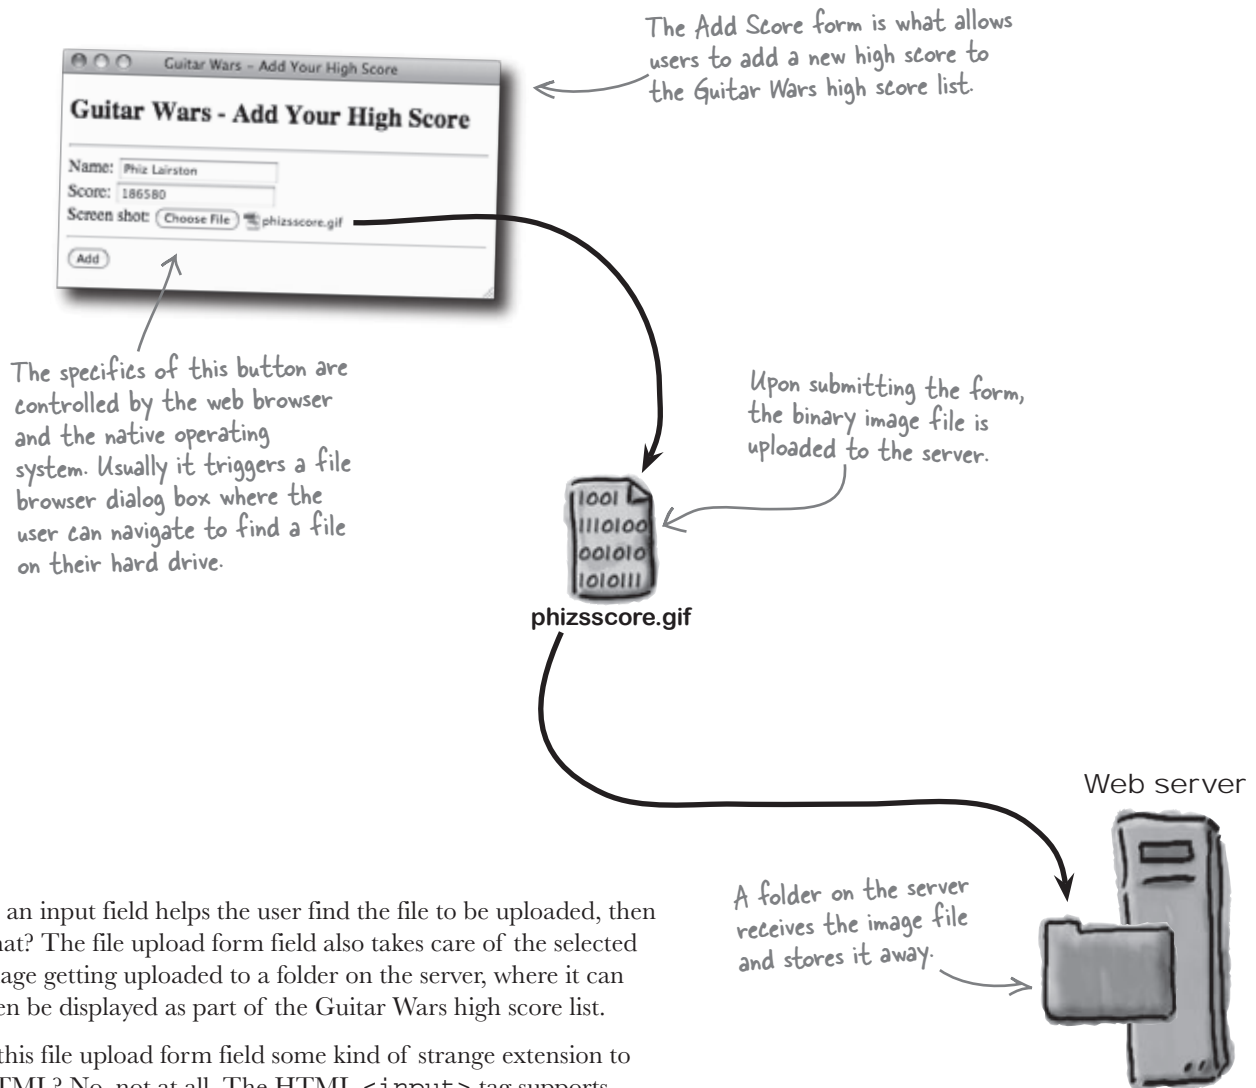 The Add Score form is what allows
users to add a new high score to
the Guitar Wars high score list.
Guitar Wars - Add Your High Score
Guitar Wars - Add Your High Score
Name: Phiz Lairston
Score: 186580
Screen shot: Choose File phizsscore.gif
Add
The specifics of this button are
controlled by the web browser
and the native operating
system. Usually it triggers a file
browser dialog box where the
user can navigate to find a file
on their hard drive.
Upon submitting the form,
the binary image file is
uploaded to the server.
1001
1110100
001010
1010111
phizsscore.gif
Web server
A folder on the server
receives the image file
and stores it away.
an input field helps the user find the file to be uploaded, then
? The file upload form field also takes care of the selected
getting uploaded to a folder on the server, where it can
be displayed as part of the Guitar Wars high score list.
this file upload form field some kind of strange extension to
? No, not at all. The HTML <input> tag supports